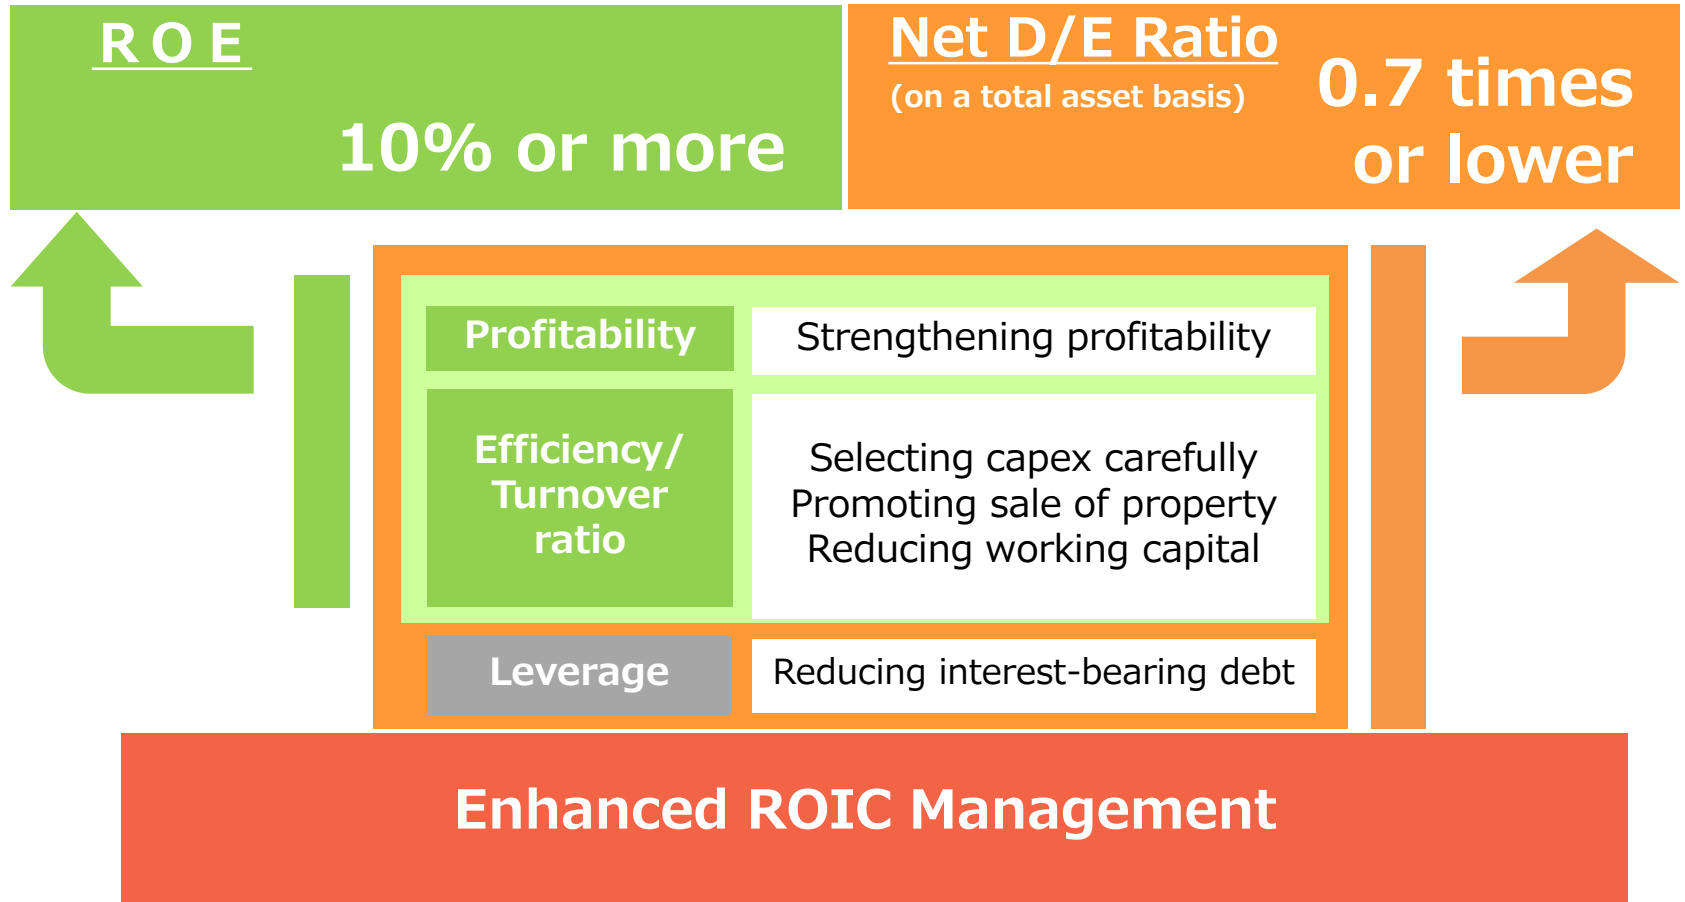 ROE
10% or more
Net D/E Ratio
(on a total asset basis)
0.7 times
or lower
Profitability
Strengthening profitability
Efficiency/
Turnover
ratio
Selecting capex carefully
Promoting sale of property
Reducing working capital
Leverage
Reducing interest-bearing debt
Enhanced ROIC Management